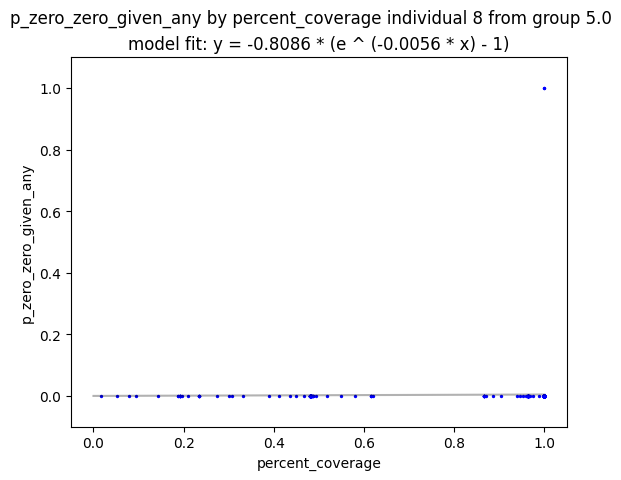 p_zero_zero_given_any by percent_coverage individual 8 from group 5.0
model fit: y = -0.8086 * (e ^ (-0.0056 * x) - 1)
1.0
0.8
0.6
0.4
0.2
0.0
p_zero_zero_given_any
0.0 0.2 0.4 0.6 0.8 1.0
percent_coverage